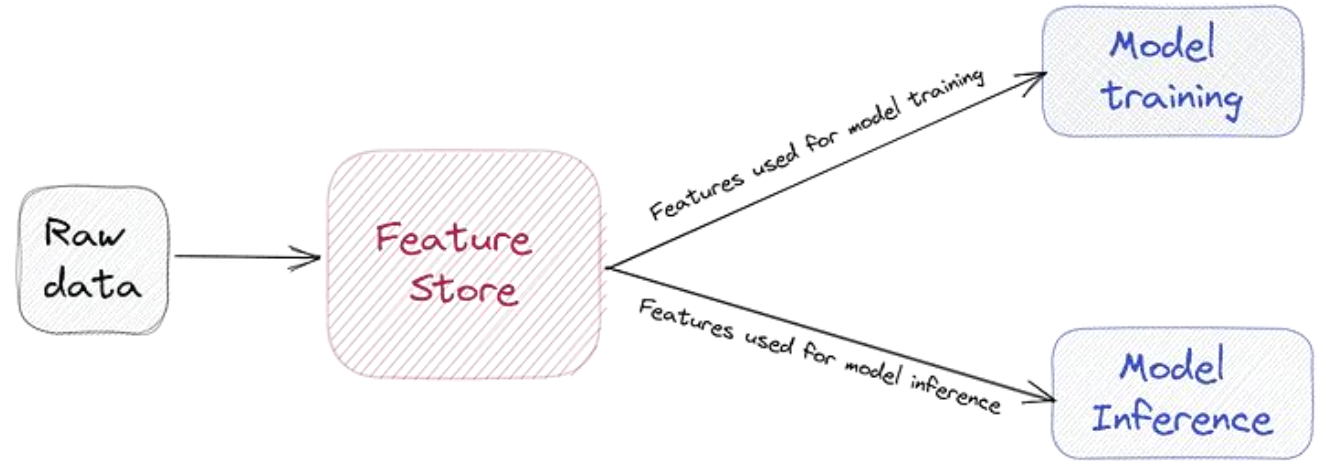 Raw
data
Feature
Store
Features used for model training
Model
training
Features used for model inference
Model
Inference